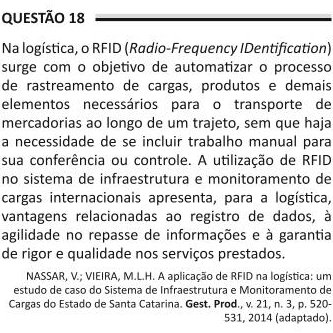 QUESTÃO 18
Na logística, o RFID (Radio-Frequency IDentification)
surge com o objetivo de automatizar o processo
de rastreamento de cargas, produtos e demais
elementos necessários para o transporte de
mercadorias ao longo de um trajeto, sem que haja
a necessidade de se incluir trabalho manual para
sua conferência ou controle. A utilização de RFID
no sistema de infraestrutura e monitoramento de
cargas internacionais apresenta, para a logística,
vantagens relacionadas ao registro de dados, à
agilidade no repasse de informações e à garantia
de rigor e qualidade nos serviços prestados.
NASSAR, V.; VIEIRA, M.L.H. A aplicação de RFID na logística: um
estudo de caso do Sistema de Infraestrutura e Monitoramento de
Cargas do Estado de Santa Catarina. Gest. Prod., v. 21, n. 3, p. 520-
531, 2014 (adaptado).